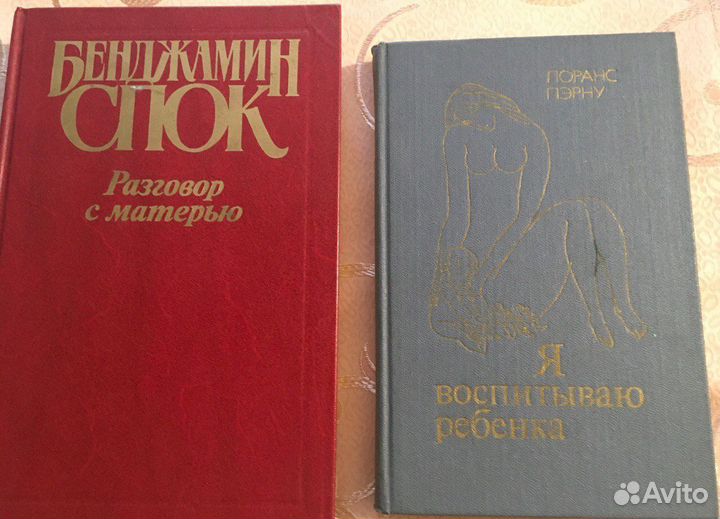 БЕНДЖАМИН
СПОК
Разговор
с матерью
ЛОРАНС
ПЭРНУ
Я
воспитываю
ребенка
Avito